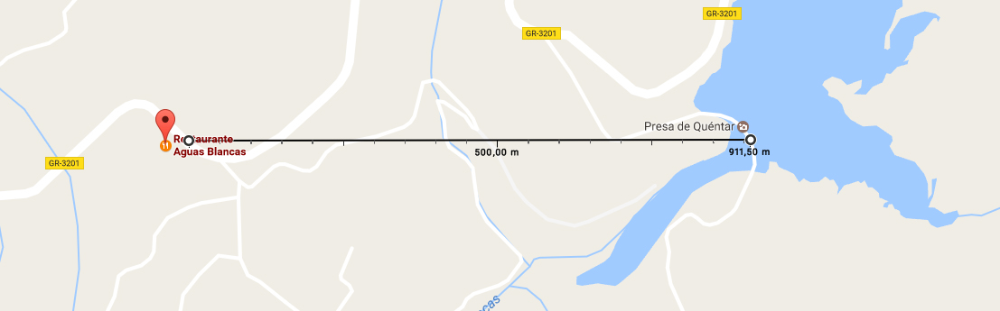 GR-3201
GR-3201
Presa de Quéntar
Restaurante
Aguas Blancas
500,00 m
911,50 m
GR-3201